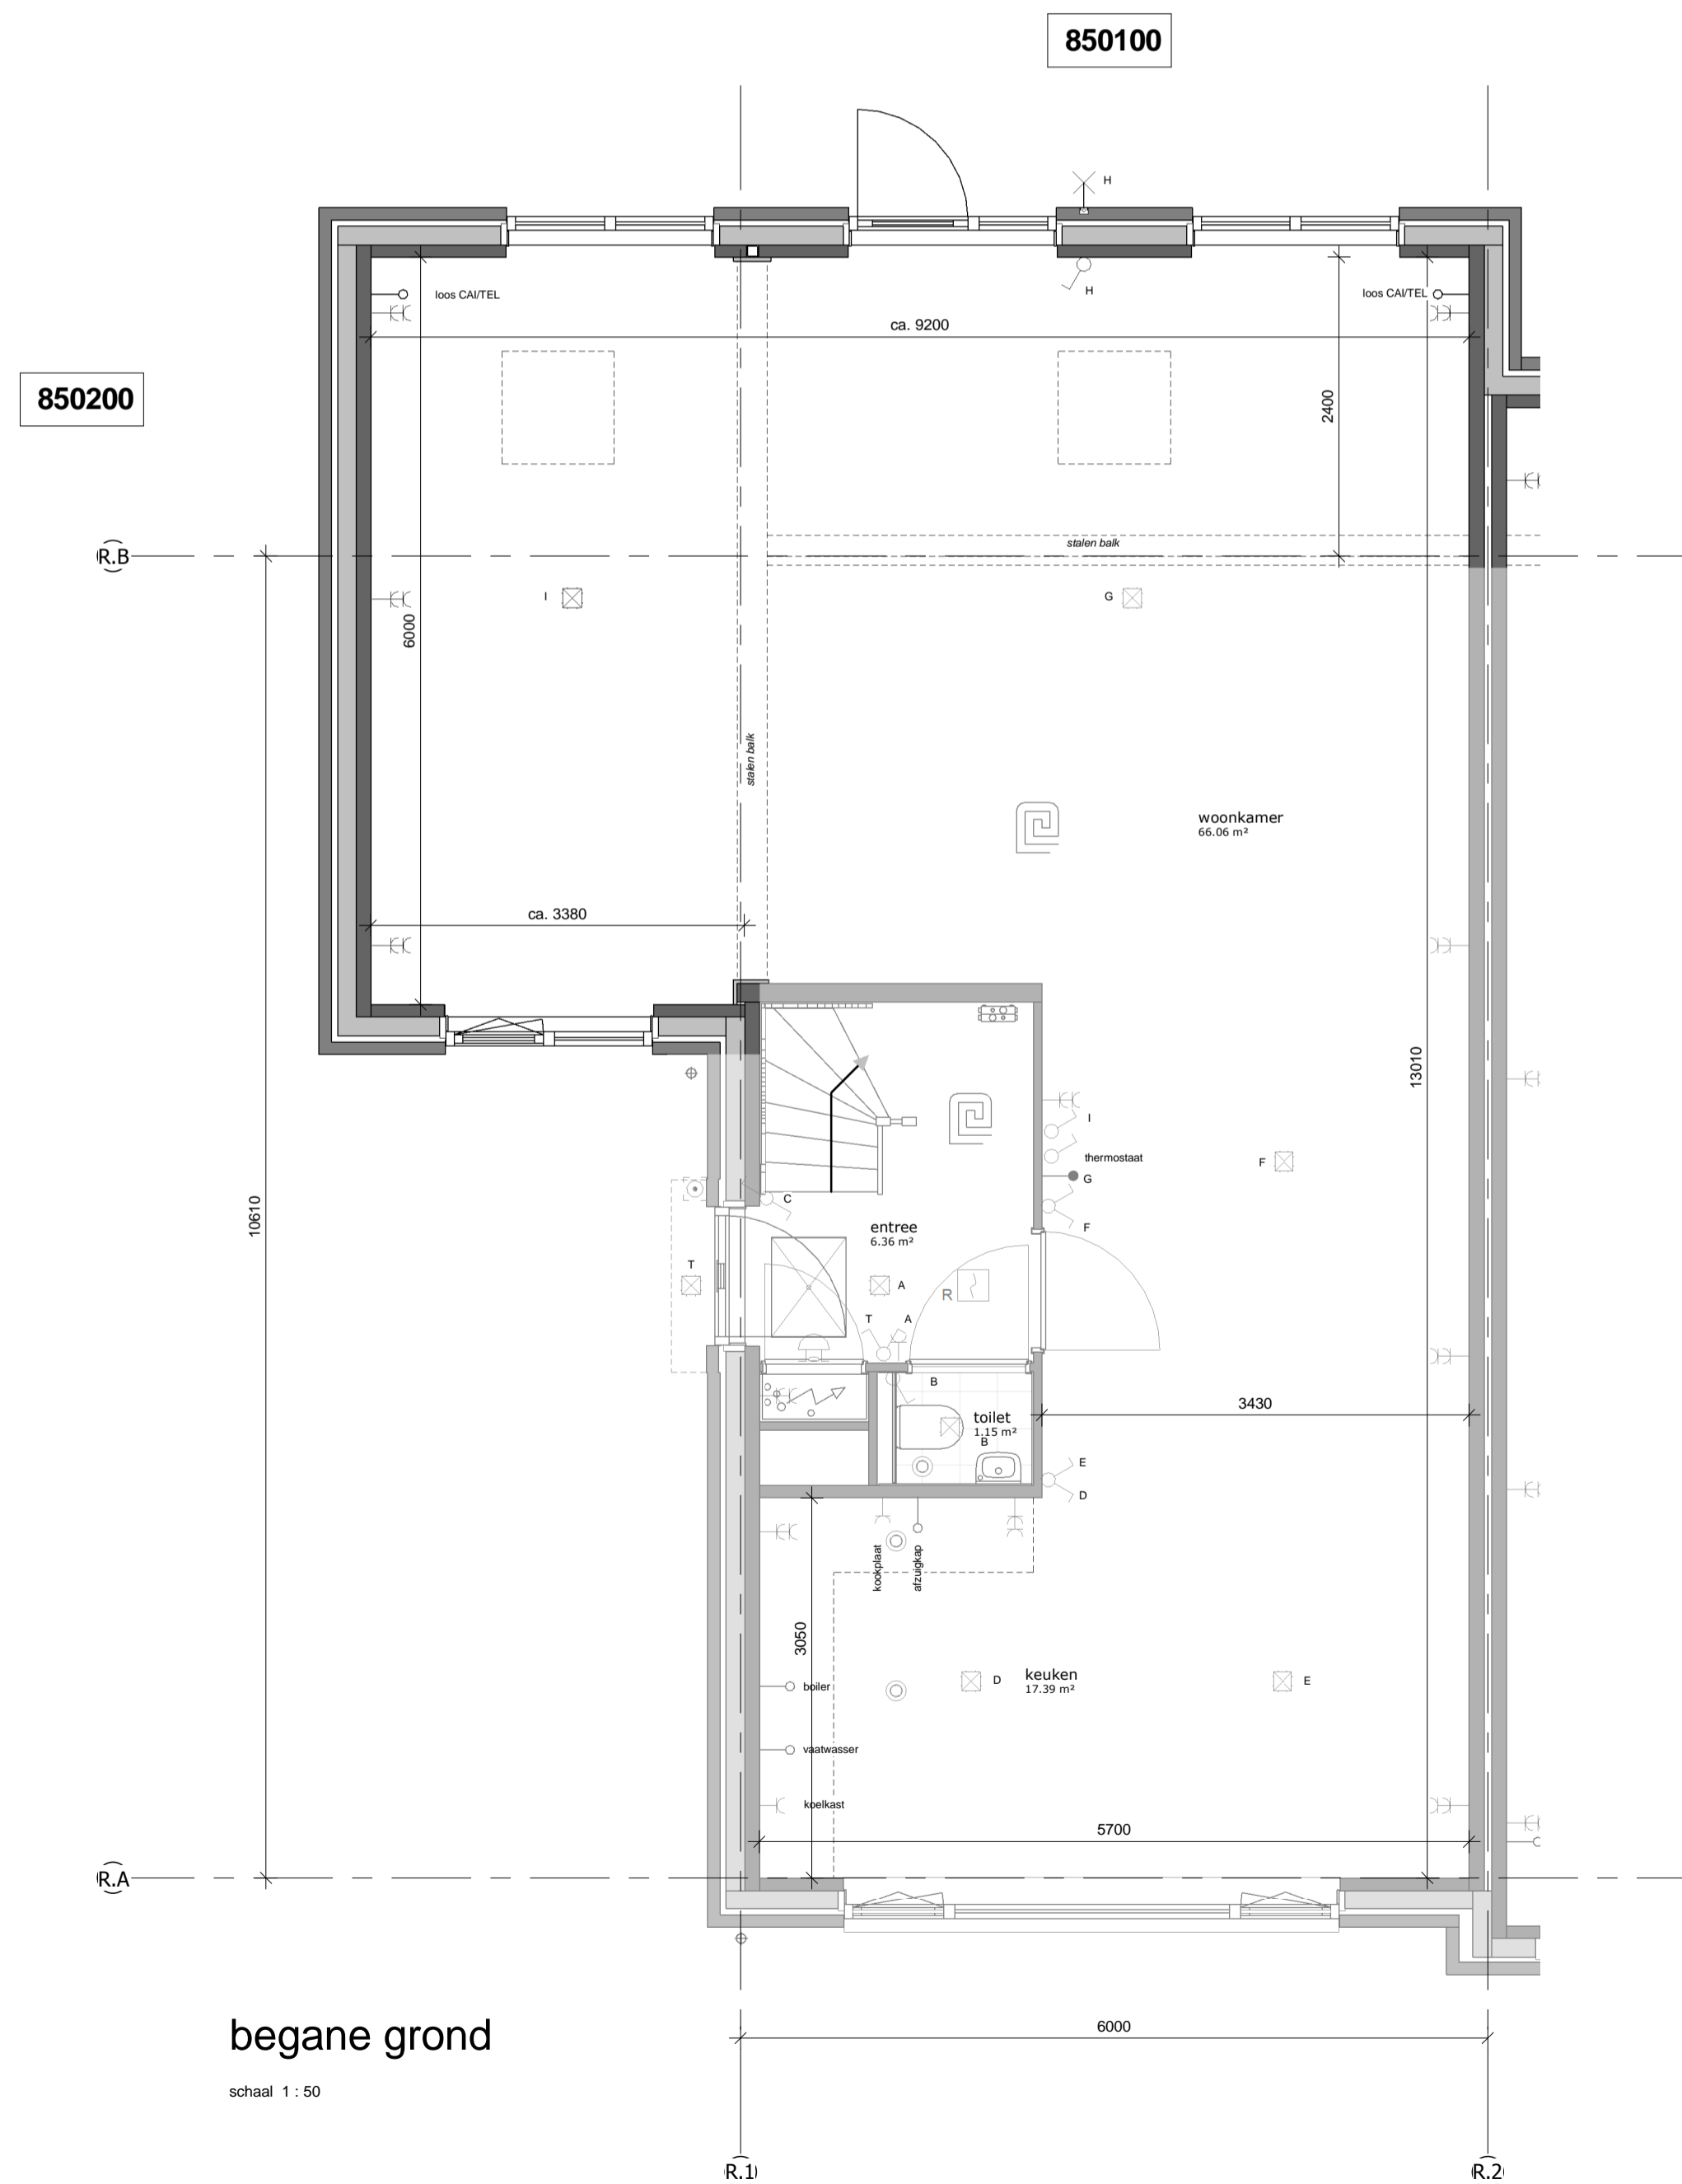 850100
H
H
loos CAI/TEL
loos CAI/TEL
ca. 9200
850200
2400
R.B
stalen balk
I
G
6000
stalen balk
woonkamer
66.06 m²
ca. 3380
13010
I
thermostaat
G
F
F
C
10610
entree
6.36 m²
T
A
R
T
A
B
3430
toilet
1.15 m²
B
E
D
kookplaat
afzuigkap
3050
keuken
17.39 m²
D
E
boiler
vaatwasser
koelkast
5700
R.A
begane grond
6000
schaal 1 : 50
R.1
R.2